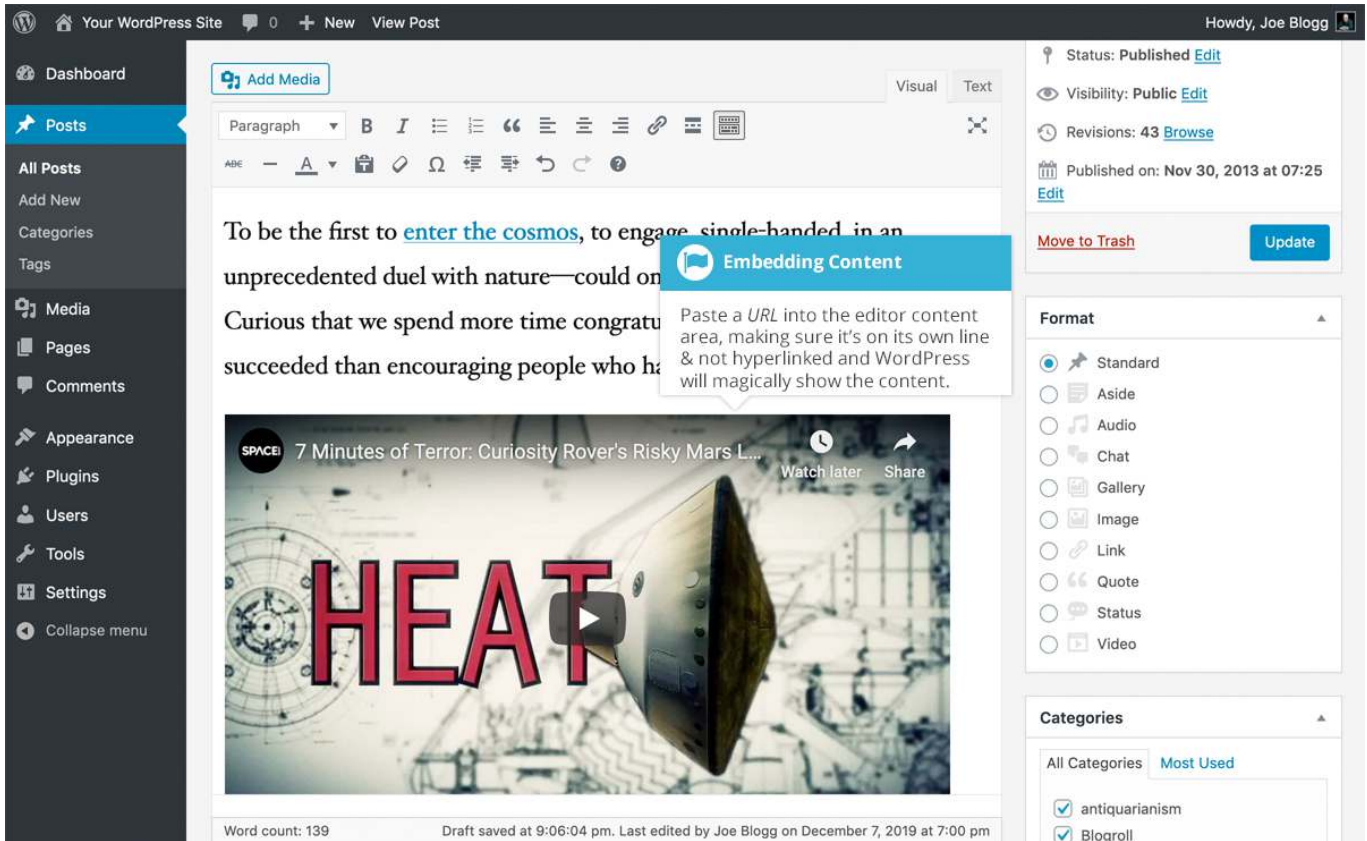 Your WordPress Site 0 + New View Post Howdy, Joe Blogg
Dashboard
Posts
All Posts
Add New
Categories
Tags
Media
Pages
Comments
Appearance
Plugins
Users
Tools
Settings
Collapse menu
Add Media
Visual Text
Paragraph B I
ABC A Ω
To be the first to enter the cosmos, to engage, single-handed, in an
unprecedented duel with nature—could
Curious that we spend more time
succeeded than encouraging people who
Embedding Content
Paste a URL into the editor content
area, making sure it's on its own line
& not hyperlinked and WordPress
will magically show the content.
SPACE
7 Minutes of Terror: Curiosity Rover's Risky Mars L...
Watch later Share
HEAT
Word count: 139 Draft saved at 9:06:04 pm. Last edited by Joe Blogg on December 7, 2019 at 7:00 pm
Status: Published Edit
Visibility: Public Edit
Revisions: 43 Browse
Published on: Nov 30, 2013 at 07:25
Edit
Move to Trash Update
Format
Standard
Aside
Audio
Chat
Gallery
Image
Link
Quote
Status
Video
Categories
All Categories Most Used
antiquarianism
Blogroll